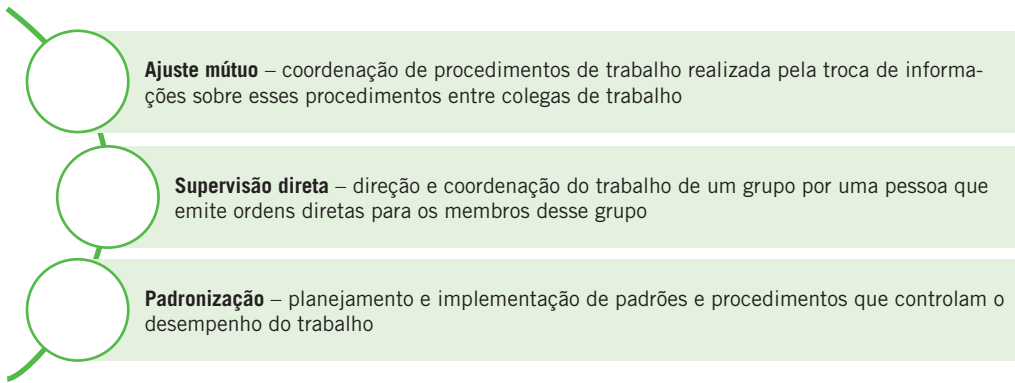 Ajuste mútuo – coordenação de procedimentos de trabalho realizada pela troca de informa-
ções sobre esses procedimentos entre colegas de trabalho
Supervisão direta – direção e coordenação do trabalho de um grupo por uma pessoa que
emite ordens diretas para os membros desse grupo
Padronização – planejamento e implementação de padrões e procedimentos que controlam o
desempenho do trabalho